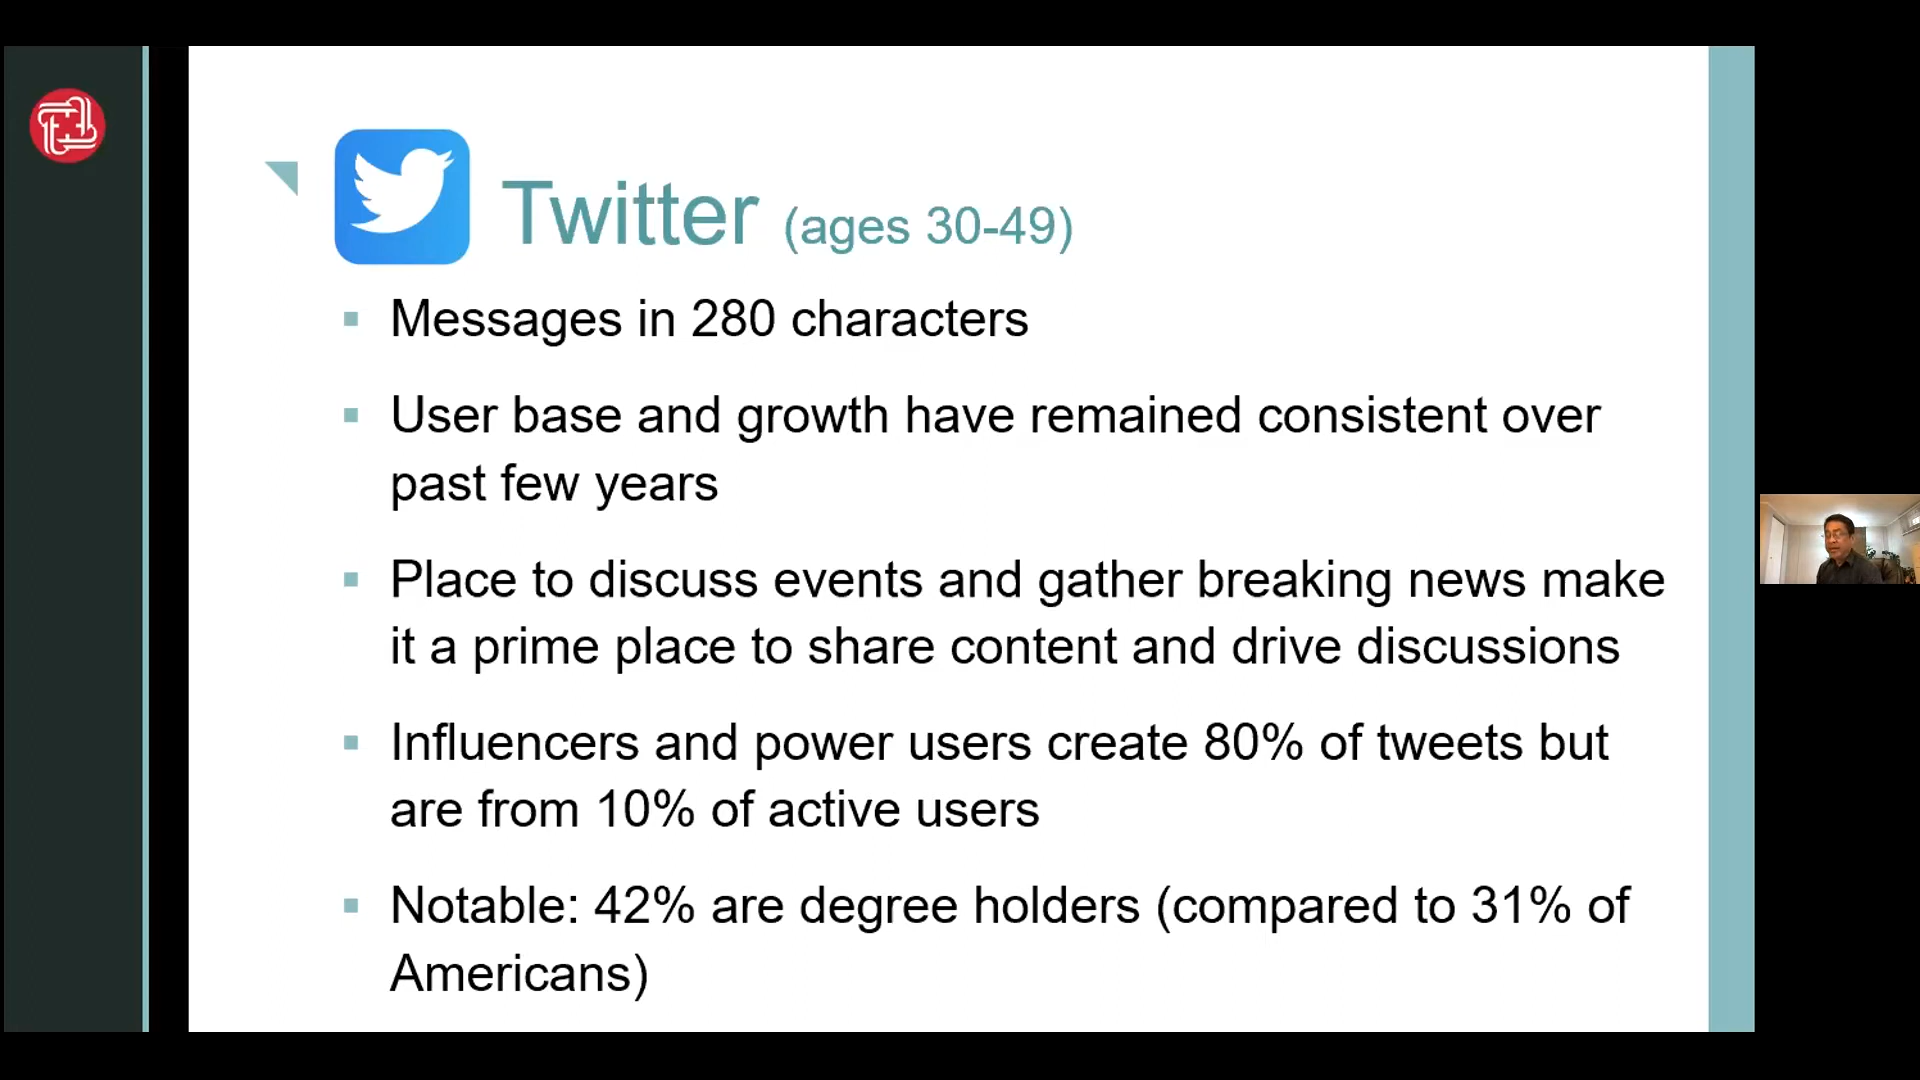 Twitter (ages 30-49)
Messages in 280 characters
User base and growth have remained consistent over
past few years
Place to discuss events and gather breaking news make
it a prime place to share content and drive discussions
Influencers and power users create 80% of tweets but
are from 10% of active users
Notable: 42% are degree holders (compared to 31% of
Americans)